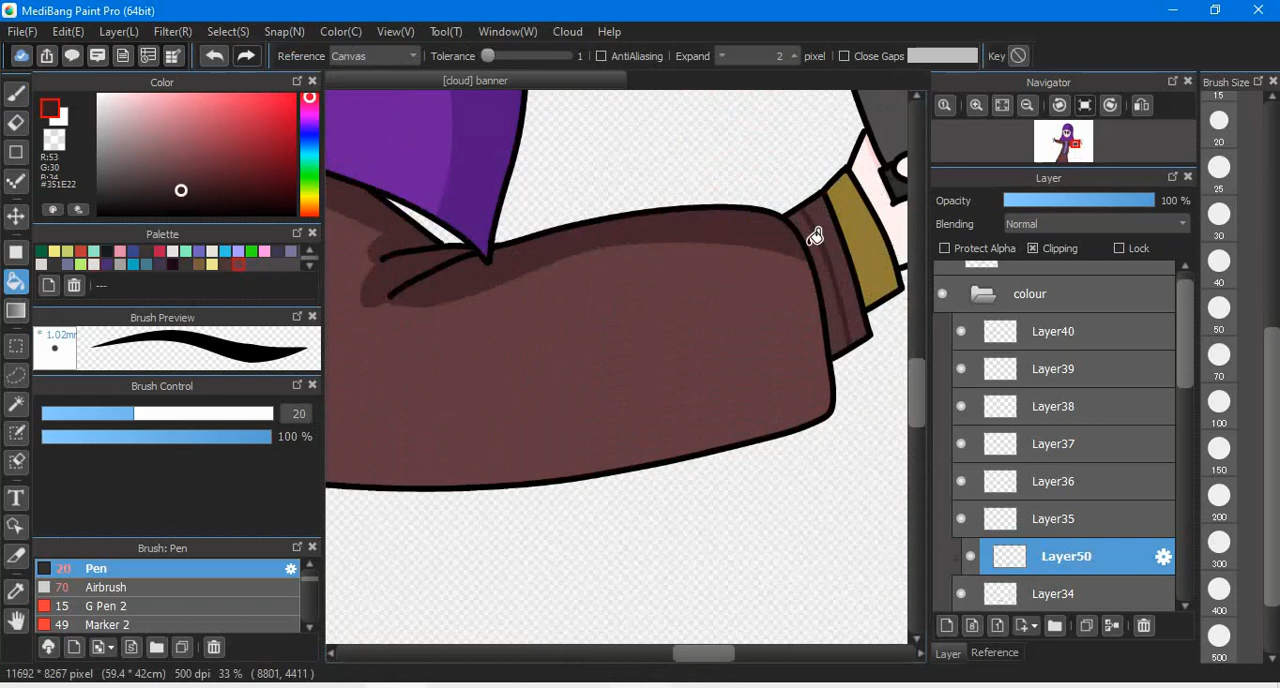 MediBang Paint Pro (64bit)
File(F) Edit(E) Layer(L) Filter(R) Select(S) Snap(N) Color(C) View(V) Tool(T) Window(W) Cloud Help
Reference Canvas Tolerance 1 AntiAliasing Expand 2 pixel Close Gaps Key
Color
[cloud] banner
Navigator
Brush Size
R:53
G:30
B:34
#351E22
Palette
---
Brush Preview
* 1.02mm
Brush Control
20
100 %
Brush: Pen
20 Pen
70 Airbrush
15 G Pen 2
49 Marker 2
Layer
Opacity 100 %
Blending Normal
Protect Alpha Clipping Lock
colour
Layer40
Layer39
Layer38
Layer37
Layer36
Layer35
Layer50
Layer34
Layer Reference
15
20
25
30
40
50
70
100
150
200
300
400
500
11692 * 8267 pixel (59.4 * 42cm) 500 dpi 33 % ( 8801, 4411 )